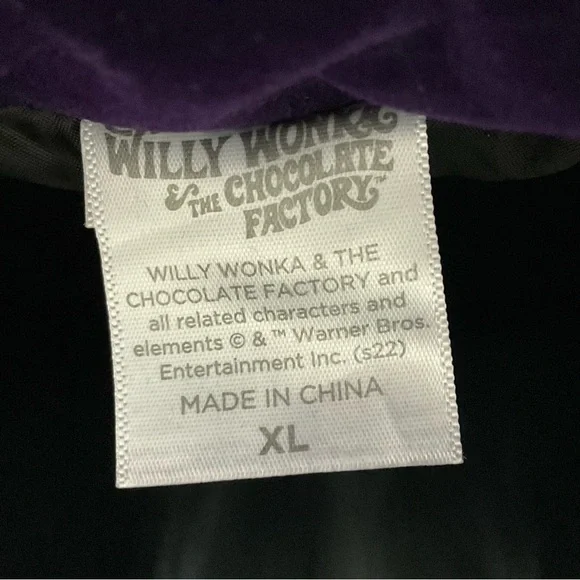 WILLY WONKA
& THE CHOCOLATE
FACTORY™
WILLY WONKA & THE
CHOCOLATE FACTORY and
all related characters and
elements © & ™ Warner Bros.
Entertainment Inc. (s22)
MADE IN CHINA
XL